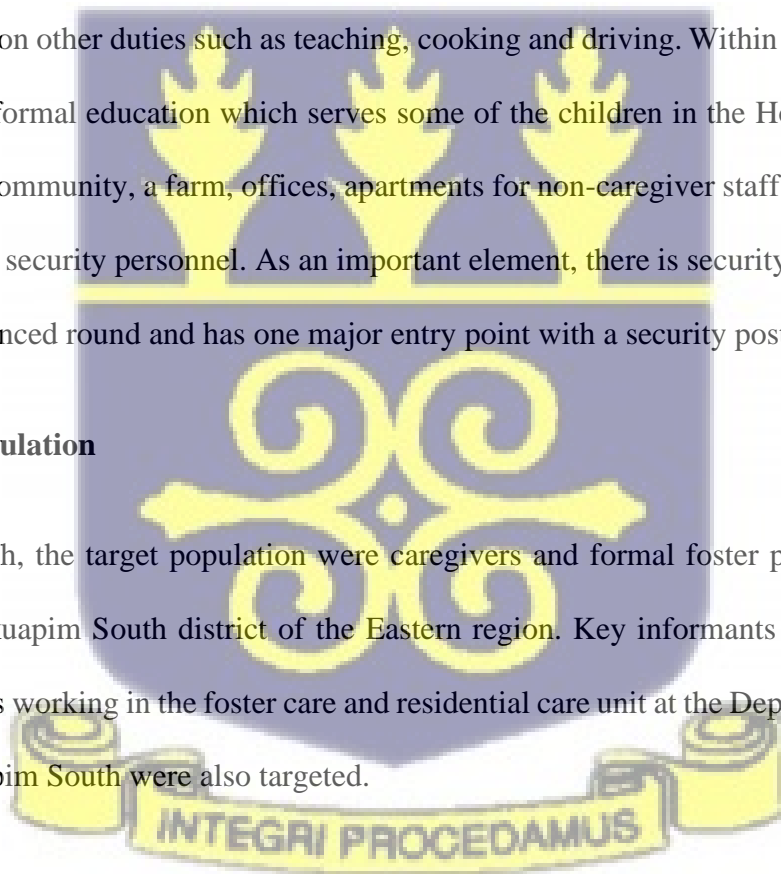 on other duties such as teaching, cooking and driving. Within
formal education which serves some of the children in the
ommunity, a farm, offices, apartments for non-caregiver staff
security personnel. As an important element, there is security
nced round and has one major entry point with a security post
ulation
h, the target population were caregivers and formal foster
uapim South district of the Eastern region. Key informants
s working in the foster care and residential care unit at the
pim South were also targeted.
INTEGRI PROCEDAMUS